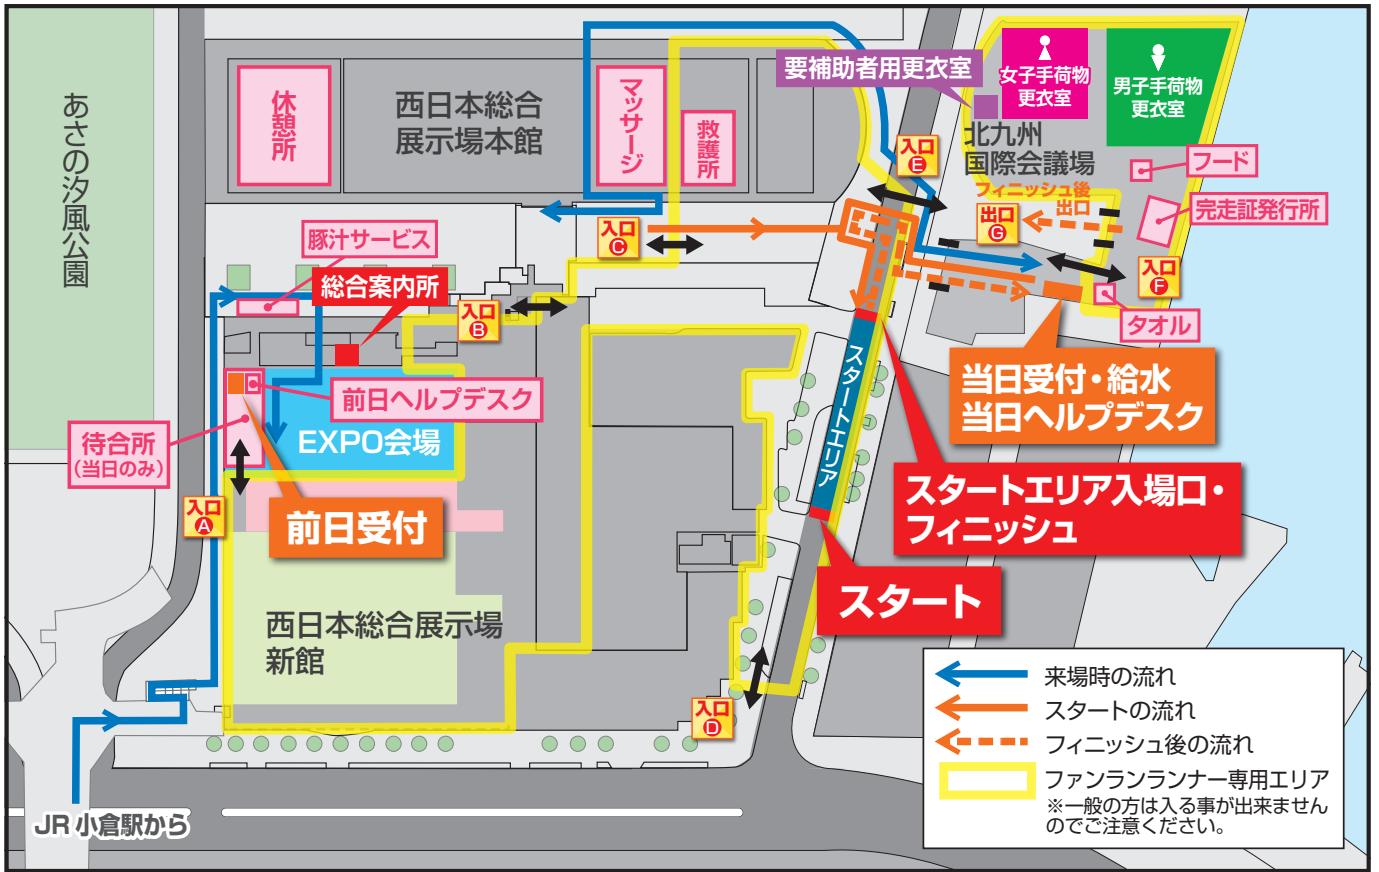 あさの汐風公園
休憩所
西日本総合
展示場本館
マッサージ
救護所
要補助者用更衣室
女子手荷物
更衣室
男子手荷物
更衣室
北九州
国際会議場
入口
E
フード
フィニッシュ後
出口
出口
G
完走証発行所
入口
C
入口
F
タオル
豚汁サービス
総合案内所
入口
B
前日ヘルプデスク
EXPO会場
待合所
(当日のみ)
入口
A
前日受付
スタートエリア
当日受付・給水
当日ヘルプデスク
スタートエリア入場口・
フィニッシュ
スタート
西日本総合展示場
新館
入口
D
JR小倉駅から
来場時の流れ
スタートの流れ
フィニッシュ後の流れ
ファンランランナー専用エリア
※一般の方は入る事が出来ません
のでご注意ください。